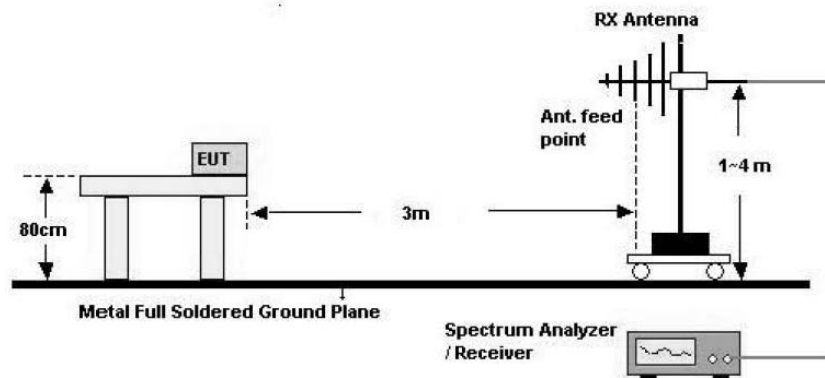 RX Antenna
Ant. feed
point
EUT
1~4 m
3m
80cm
Metal Full Soldered Ground Plane
Spectrum Analyzer
/ Receiver